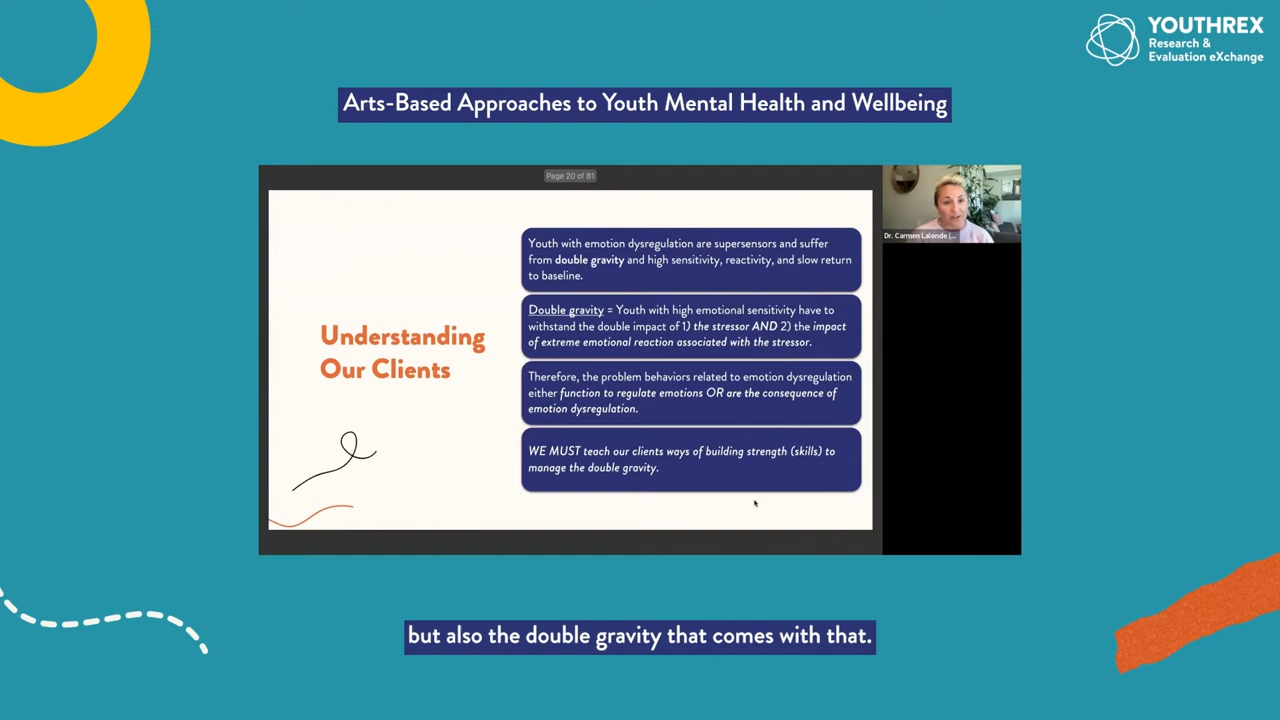 YOUTHREX
Research &
Evaluation eXchange
Arts-Based Approaches to Youth Mental Health and Wellbeing
Page 20 of 81
Dr. Carmen Lalonde (...
Understanding
Our Clients
Youth with emotion dysregulation are supersensors and suffer
from double gravity and high sensitivity, reactivity, and slow return
to baseline.
Double gravity = Youth with high emotional sensitivity have to
withstand the double impact of 1) the stressor AND 2) the impact
of extreme emotional reaction associated with the stressor.
Therefore, the problem behaviors related to emotion dysregulation
either function to regulate emotions OR are the consequence of
emotion dysregulation.
WE MUST teach our clients ways of building strength (skills) to
manage the double gravity.
but also the double gravity that comes with that.